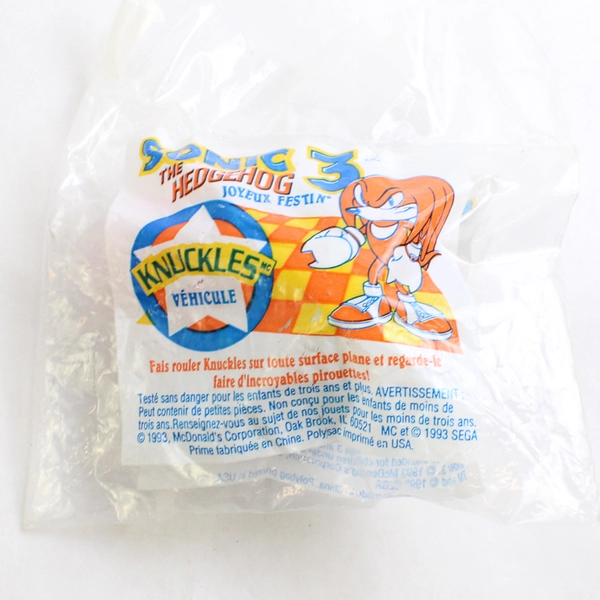 SONIC 3
THE
HEDGEHOG
JOYEUX FESTIN
KNUCKLES MC
VÉHICULE
Fais rouler Knuckles sur toute surface plane et regarde-le
faire d'incroyables pirouettes!
Testé sans danger pour les enfants de trois ans et plus. AVERTISSEMENT:
Peut contenir de petites pièces. Non conçu pour les enfants de moins de
trois ans. Renseignez-vous au sujet de nos jouets pour les moins de trois ans.
© 1993, McDonald's Corporation, Oak Brook, IL 60521 MC et © 1993 SEGA
Prime fabriquée en Chine. Polysac imprimé en USA.